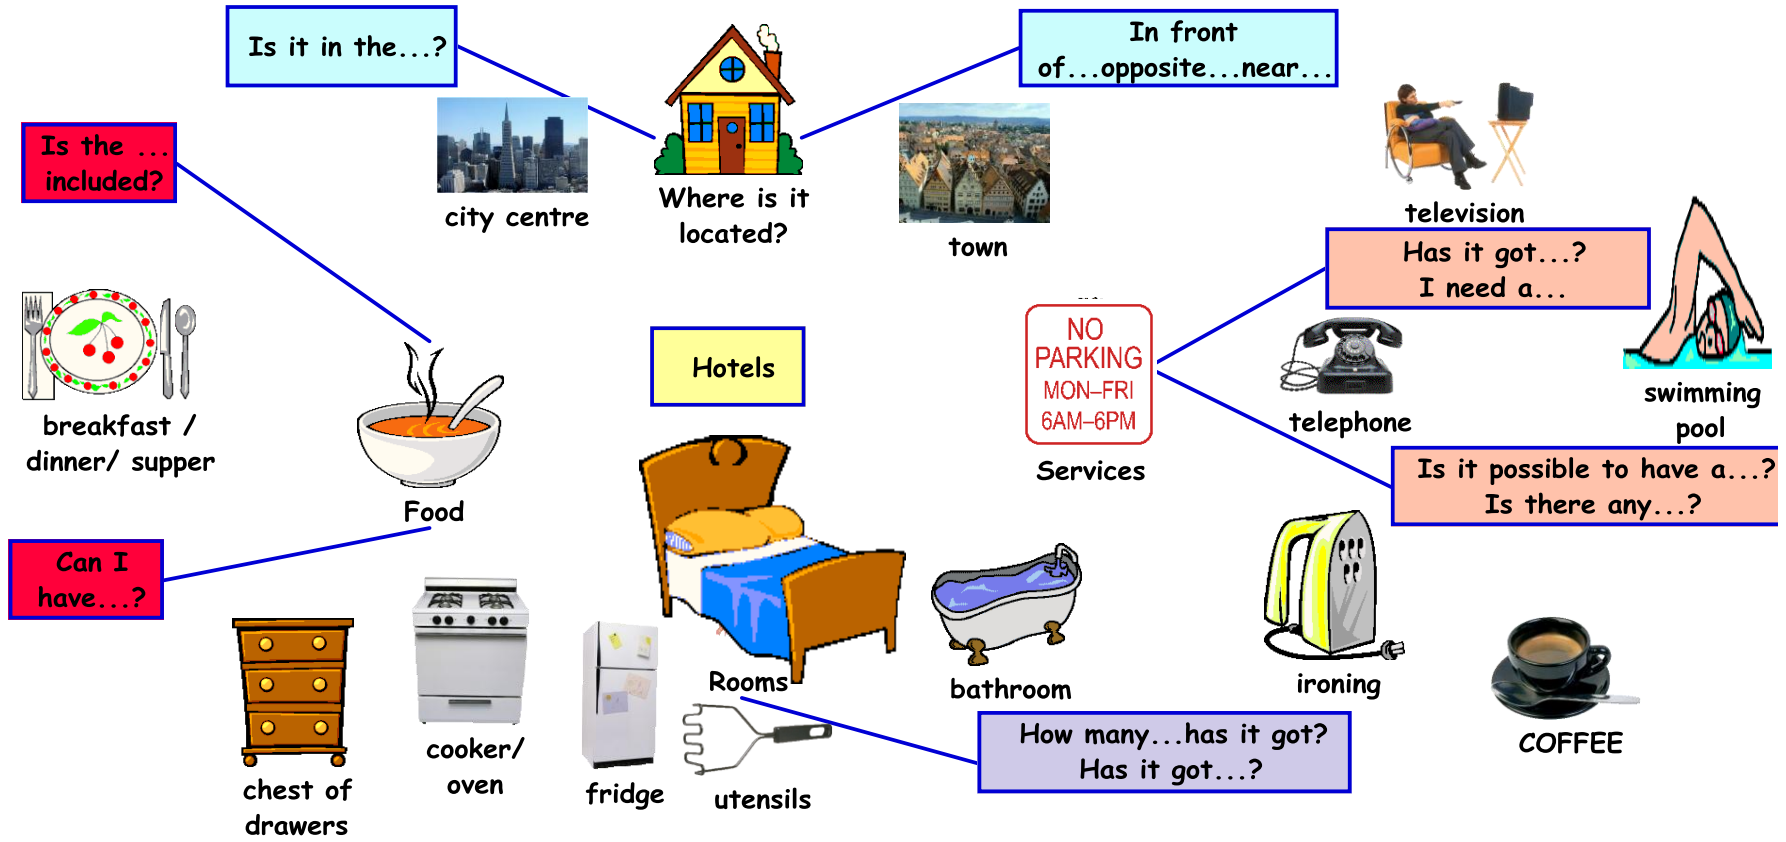 Is it in the...?
In front
of...opposite...near...
Is the ...
included?
city centre
Where is it
located?
town
television
Has it got...?
I need a...
breakfast /
dinner/ supper
Hotels
NO
PARKING
MON–FRI
6AM–6PM
Services
telephone
swimming
pool
Is it possible to have a...?
Is there any...?
Food
Can I
have...?
Rooms
bathroom
ironing
How many...has it got?
Has it got...?
COFFEE
cooker/
oven
fridge
utensils
chest of
drawers